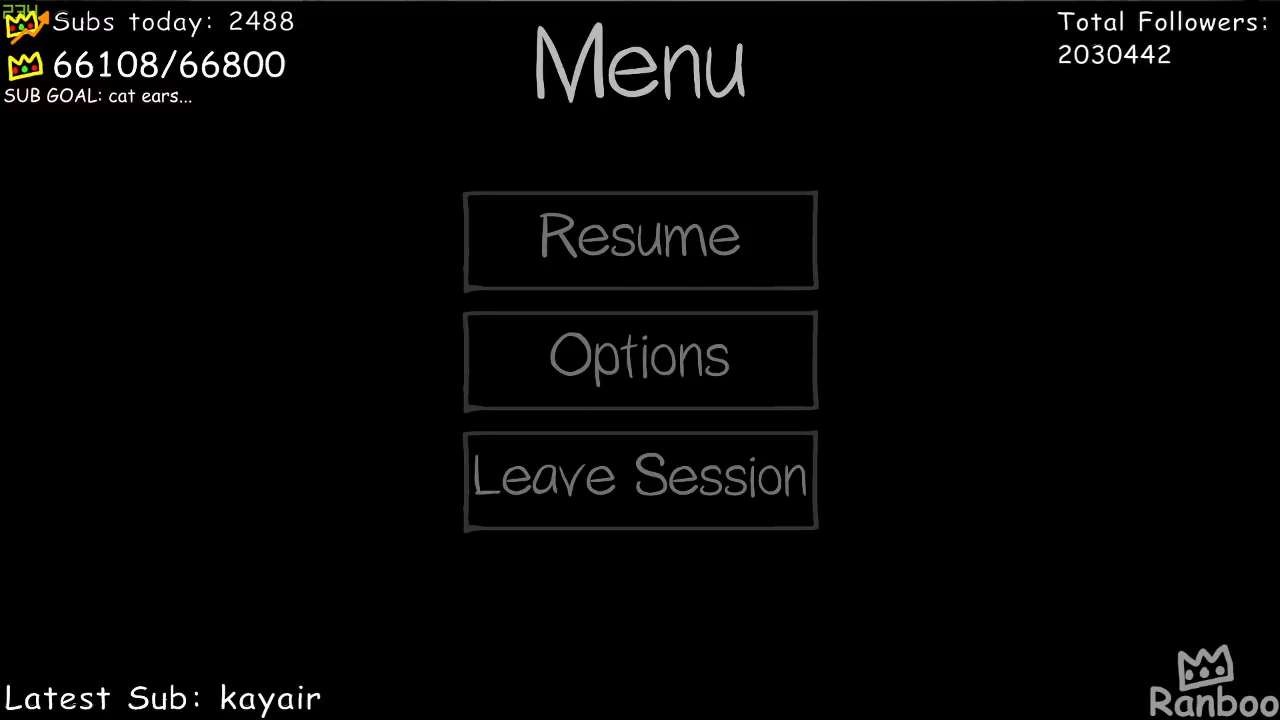 234
Subs today: 2488
66108/66800
SUB GOAL: cat ears...
Menu
Total Followers:
2030442
Resume
Options
Leave Session
Latest Sub: kayair
Ranboo